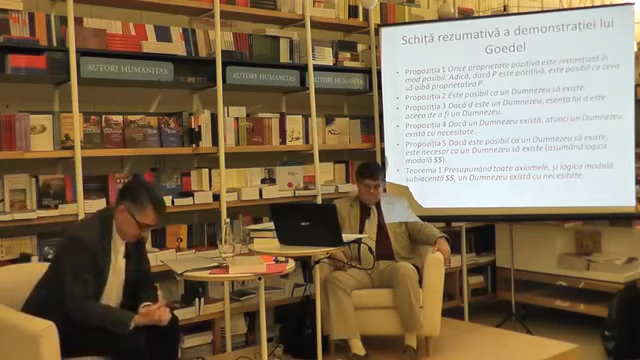 Schiță rezumativă a demonstrației lui
Goedel
• Propoziția 1 Orice proprietate pozitivă este instanțiată în
mod posibil. Adică, dacă P este pozitivă, este posibil ca ceva
să aibă proprietatea P.
• Propoziția 2 Este posibil ca un Dumnezeu să existe.
• Propoziția 3 Dacă d este un Dumnezeu, esența lui d este
aceea de a fi un Dumnezeu.
• Propoziția 4 Dacă un Dumnezeu există, atunci un Dumnezeu
există cu necesitate.
• Propoziția 5 Dacă este posibil ca un Dumnezeu să existe,
este necesar ca un Dumnezeu să existe (asumând logica
modală S5).
• Teorema 1 Presupunând toate axiomele, și logica modală
subiacentă S5, un Dumnezeu există cu necesitate.
AUTORI HUMANITAS
AUTORI HUMANITAS
AUTORI HUMANITAS